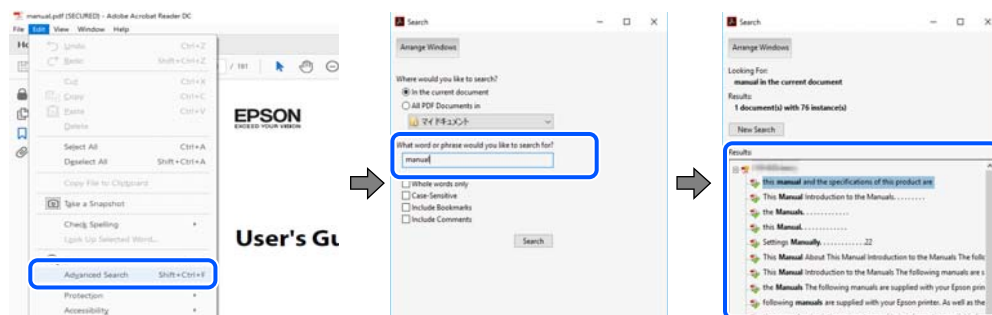 manual.pdf (SECURED) - Adobe Acrobat Reader DC
File Edit View Window Help
Undo Ctrl+Z
Redo Shift+Ctrl+Z
Cut Ctrl+X
Copy Ctrl+C
Paste Ctrl+V
Delete
Select All Ctrl+A
Deselect All Shift+Ctrl+A
Copy File to Clipboard
Take a Snapshot
Check Spelling
Look Up Selected Word...
Advanced Search Shift+Ctrl+F
Protection
Accessibility
/ 191
EPSON
EXCEED YOUR VISION
User's Gu
Search
Arrange Windows
Where would you like to search?
In the current document
All PDF Documents in
マイ ドキュメント
What word or phrase would you like to search for?
manual
Whole words only
Case-Sensitive
Include Bookmarks
Include Comments
Search
Search
Arrange Windows
Looking For:
manual in the current document
Results:
1 document(s) with 76 instance(s)
New Search
Results:
this manual and the specifications of this product are
This Manual Introduction to the Manuals.........
the Manuals............
this Manual............
Settings Manually............22
This Manual About This Manual Introduction to the Manuals The follo
This Manual Introduction to the Manuals The following manuals are s
the Manuals The following manuals are supplied with your Epson prin
following manuals are supplied with your Epson printer. As well as the